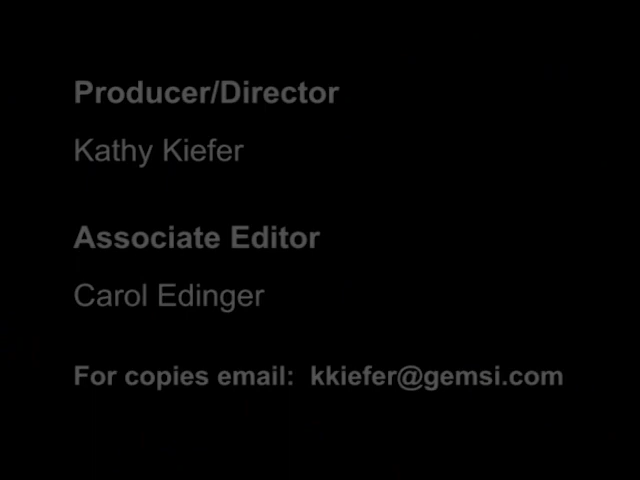 Producer/Director
Kathy Kiefer
Associate Editor
Carol Edinger
For copies email: kkiefer@gemsi.com